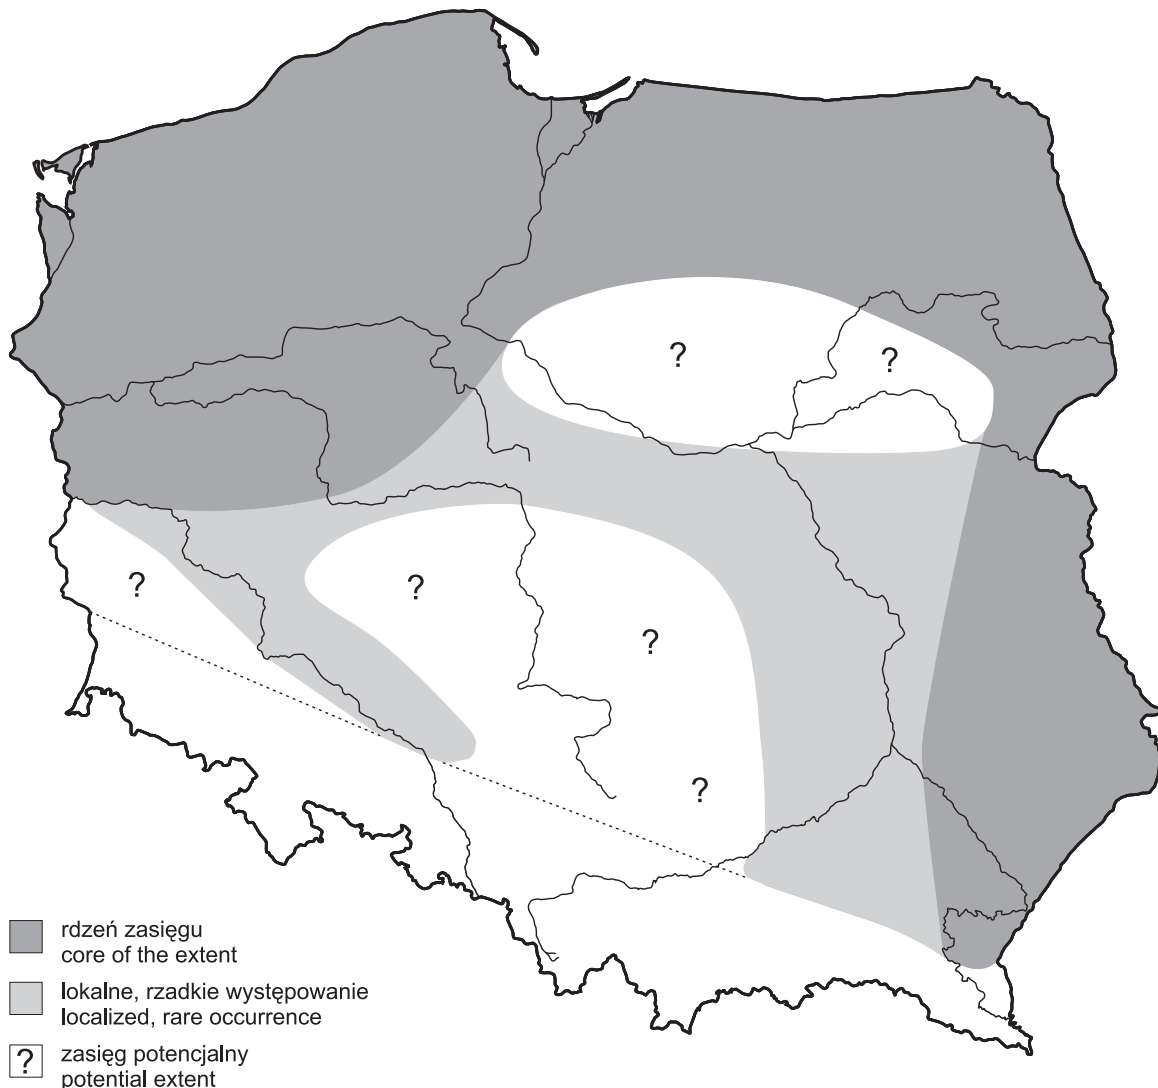 ?
?
?
?
?
?
rdzeń zasięgu
core of the extent
lokalne, rzadkie występowanie
localized, rare occurrence
? zasięg potencjalny
potential extent